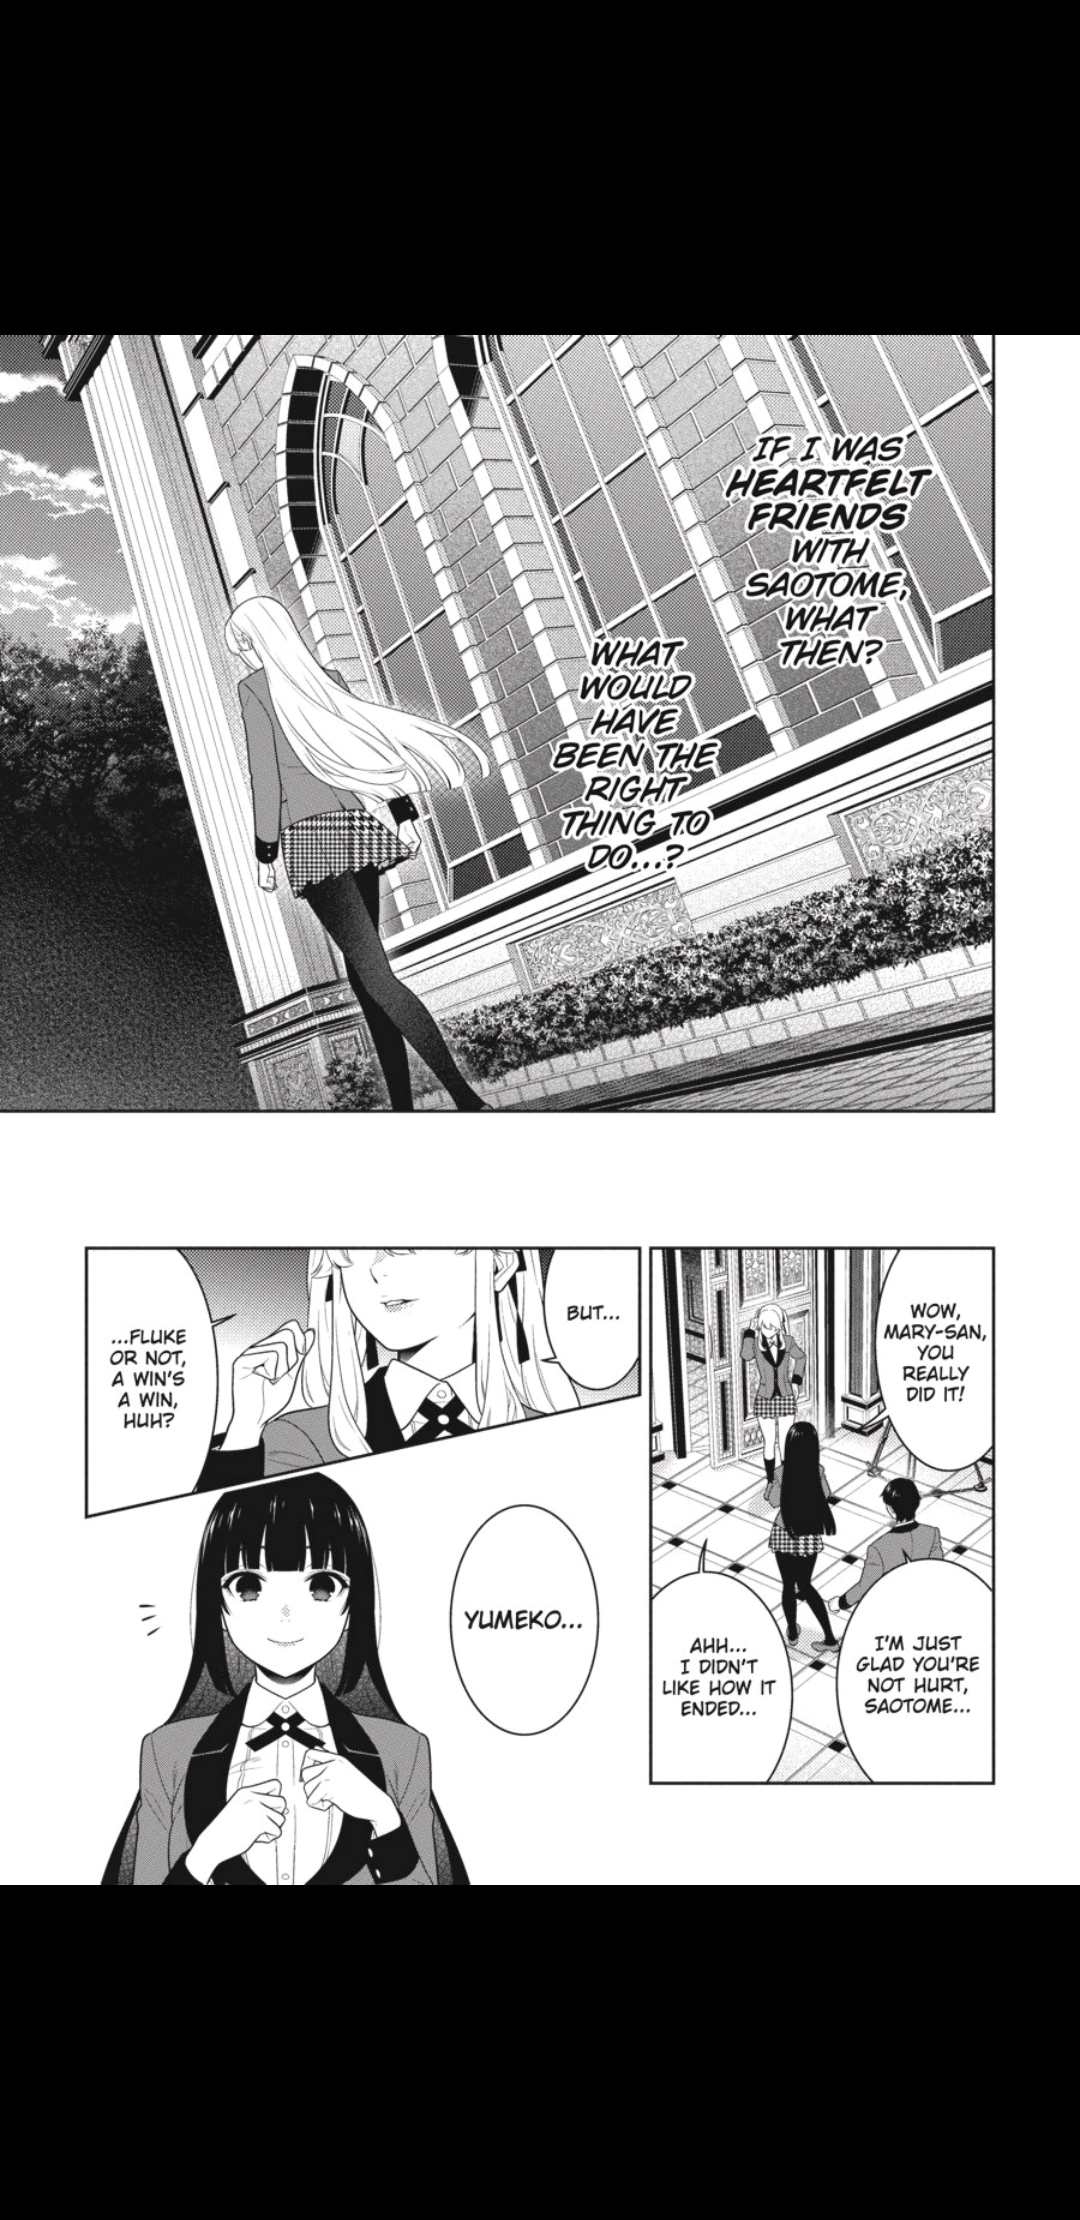 IF I WAS
HEARTFELT
FRIENDS
WITH
SAOTOME,
WHAT
THEN?
WHAT
WOULD
HAVE
BEEN THE
RIGHT
THING TO
DO...?
WOW,
MARY-SAN,
YOU
REALLY
DID IT!
I'M JUST
GLAD YOU'RE
NOT HURT,
SAOTOME...
AHH...
I DIDN'T
LIKE HOW IT
ENDED...
BUT...
...FLUKE
OR NOT,
A WIN'S
A WIN,
HUH?
YUMEKO...